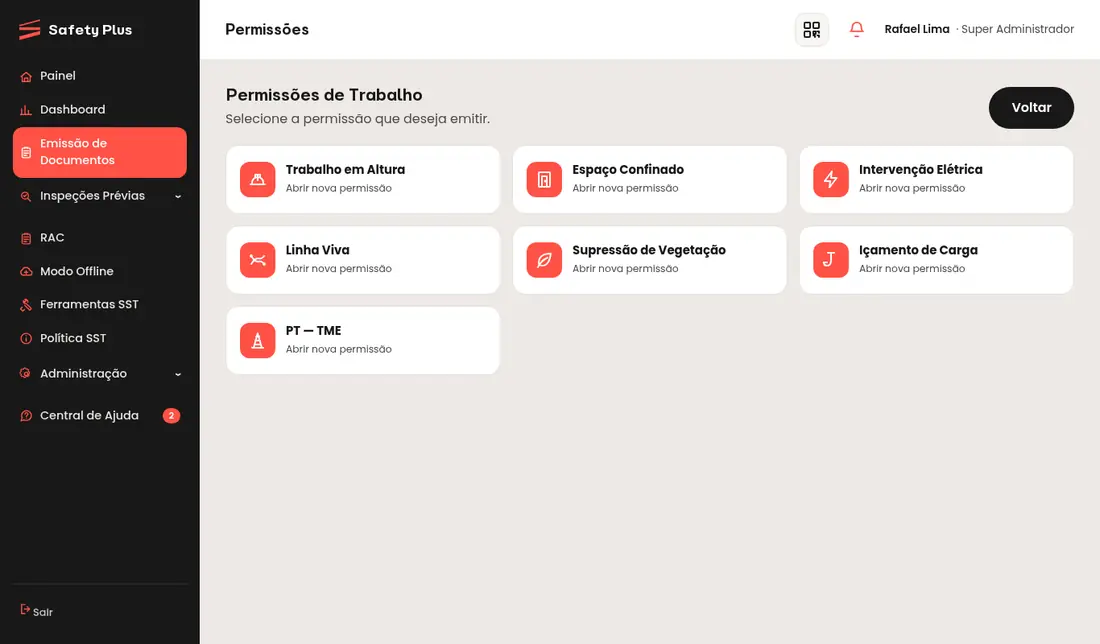 Safety Plus
Painel
Dashboard
Emissão de
Documentos
Inspeções Prévias
RAC
Modo Offline
Ferramentas SST
Política SST
Administração
Central de Ajuda 2
Sair
Permissões
Rafael Lima · Super Administrador
Permissões de Trabalho
Selecione a permissão que deseja emitir.
Voltar
Trabalho em Altura
Abrir nova permissão
Espaço Confinado
Abrir nova permissão
Intervenção Elétrica
Abrir nova permissão
Linha Viva
Abrir nova permissão
Supressão de Vegetação
Abrir nova permissão
Içamento de Carga
Abrir nova permissão
PT — TME
Abrir nova permissão